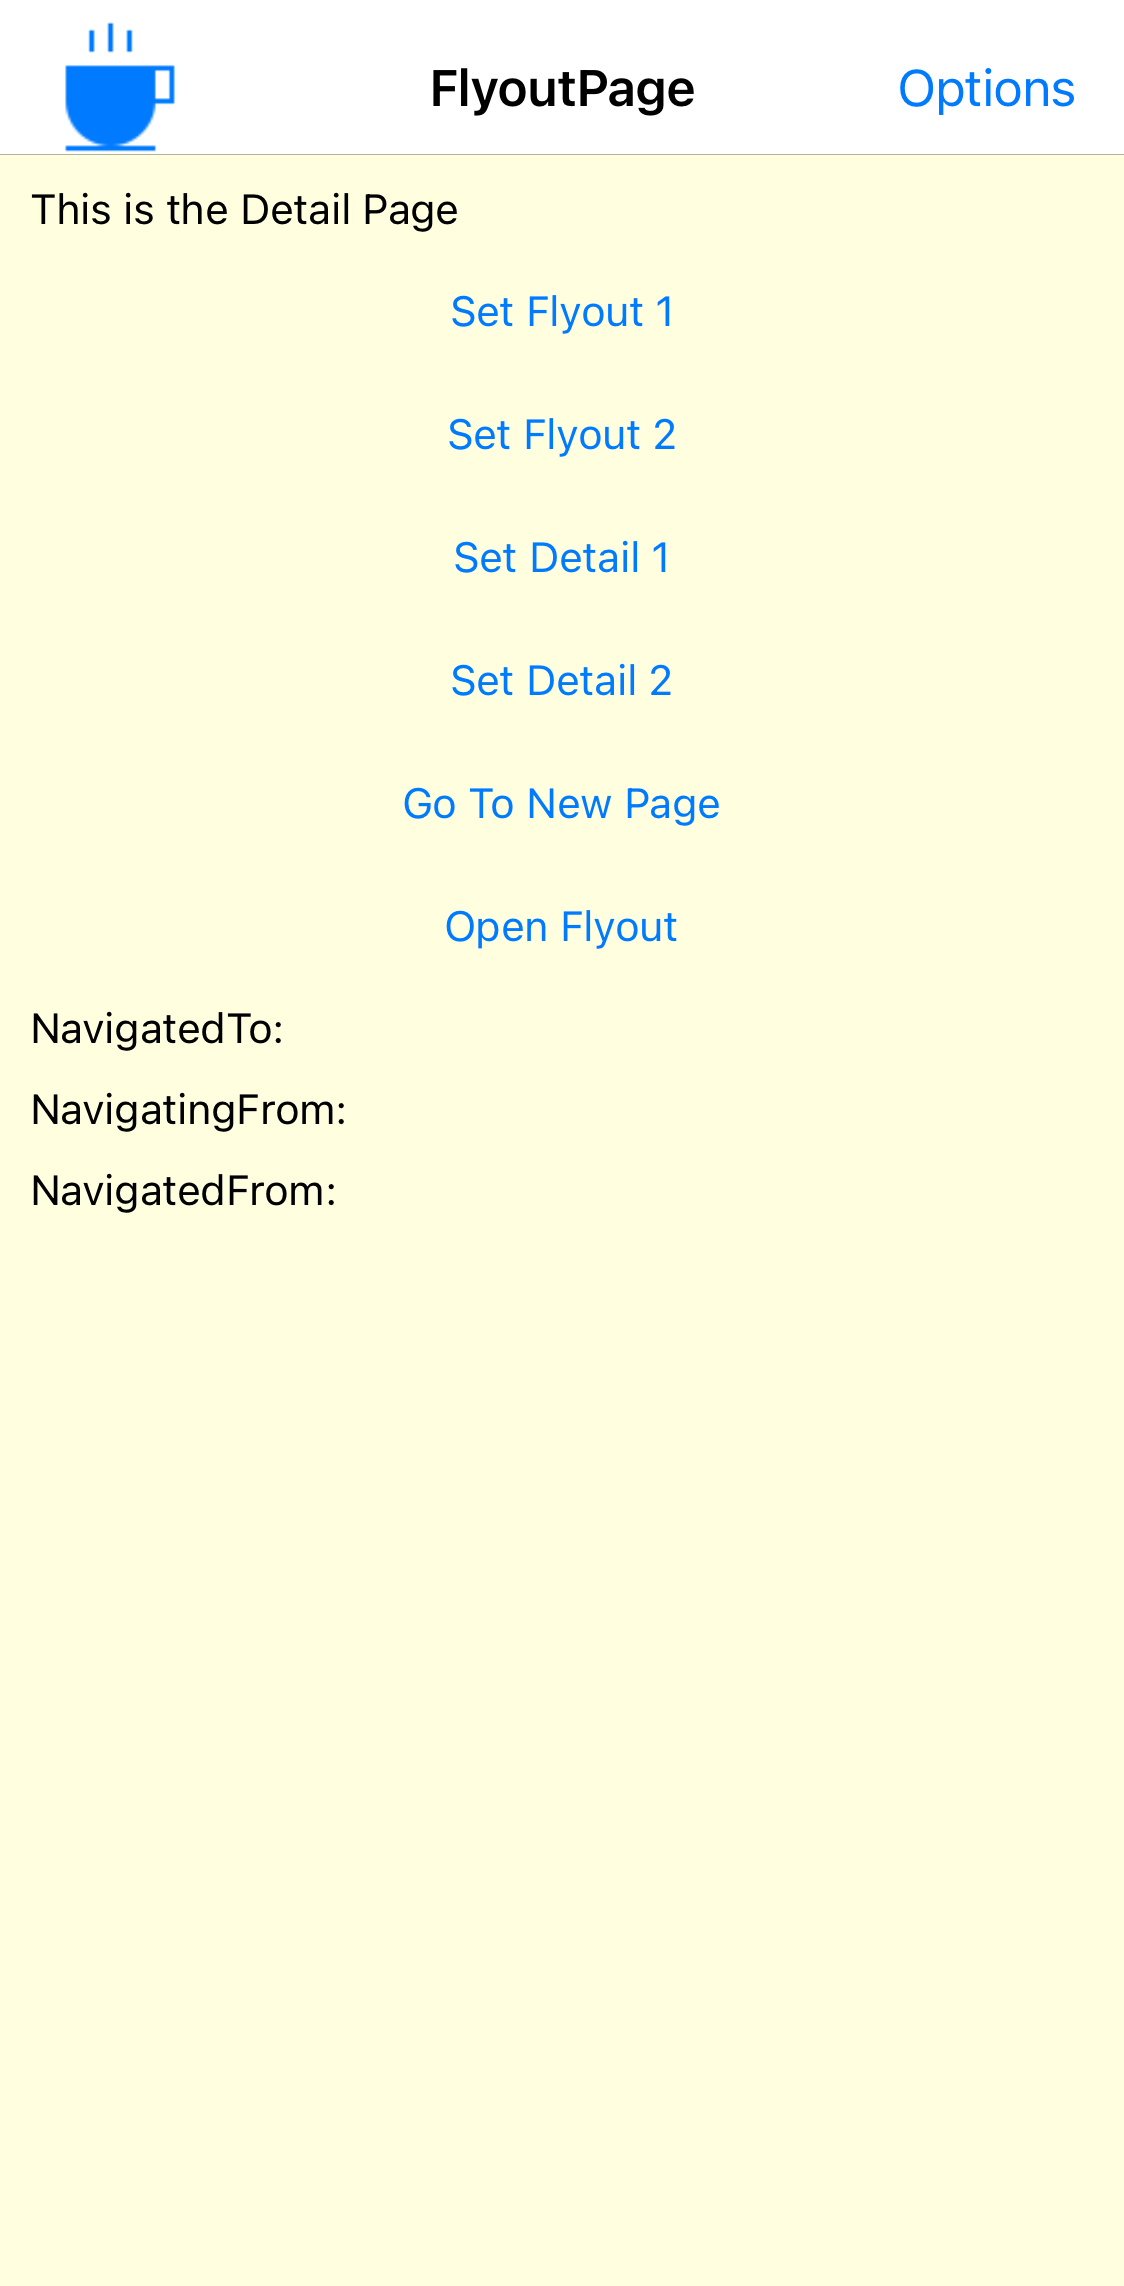 FlyoutPage
Options
This is the Detail Page
Set Flyout 1
Set Flyout 2
Set Detail 1
Set Detail 2
Go To New Page
Open Flyout
NavigatedTo:
NavigatingFrom:
NavigatedFrom: